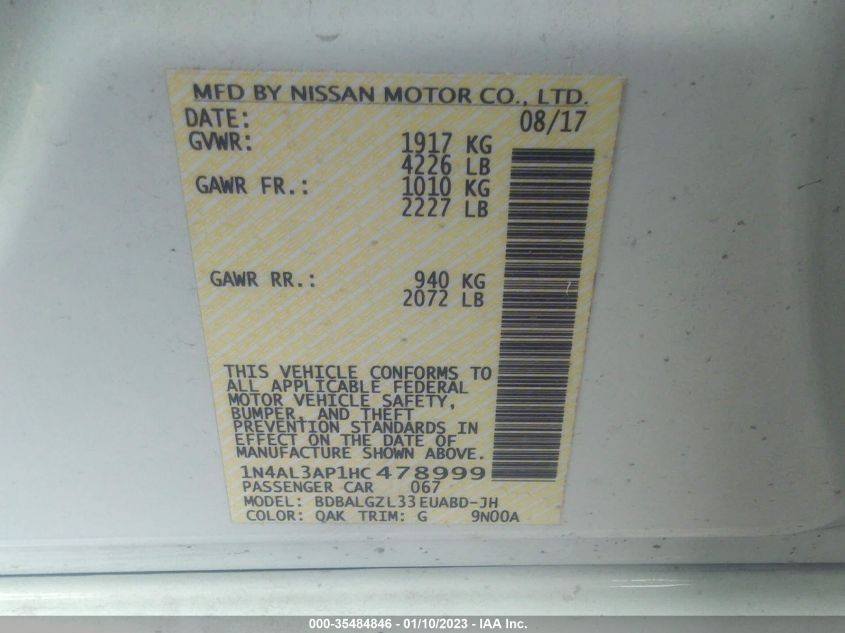 MFD BY NISSAN MOTOR CO., LTD.
DATE: 08/17
GVWR: 1917 KG
4226 LB
GAWR FR.: 1010 KG
2227 LB
GAWR RR.: 940 KG
2072 LB
THIS VEHICLE CONFORMS TO
ALL APPLICABLE FEDERAL
MOTOR VEHICLE SAFETY,
BUMPER, AND THEFT
PREVENTION STANDARDS IN
EFFECT ON THE DATE OF
MANUFACTURE SHOWN ABOVE.
1N4AL3AP1HC478999
PASSENGER CAR 067
MODEL: BDBALGZL33EUABD-JH
COLOR: QAK TRIM: G 9N00A
000-35484846 - 01/10/2023 - IAA Inc.